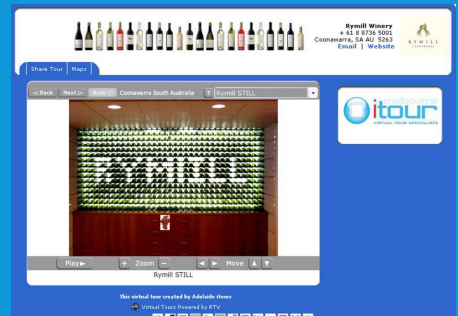 Rymill Winery
+ 61 8 8736 5001
Coonawarra, SA AU 5263
Email | Website
RYMILL
Share Tour | Maps
◁ Back Next ▷ Auto Coonawarra South Australia ? Rymill STILL
melbourne
itour
VIRTUAL TOUR SPECIALISTS
RYMILL
Play► + Zoom − ◄ ► Move ▲ ▼
Rymill STILL
This virtual tour created by Adelaide itours
Virtual Tours Powered by RTV